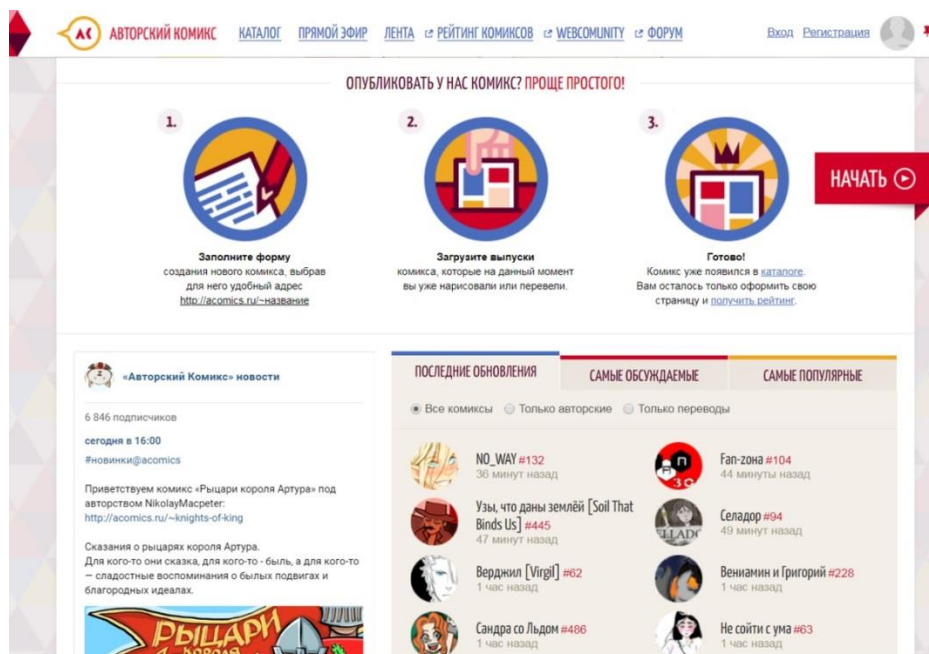 АК АВТОРСКИЙ КОМИКС КАТАЛОГ ПРЯМОЙ ЭФИР ЛЕНТА РЕЙТИНГ КОМИКСОВ WEBCOMUNITY ФОРУМ Вход Регистрация
ОПУБЛИКОВАТЬ У НАС КОМИКС? ПРОЩЕ ПРОСТОГО!
1.
2.
3.
НАЧАТЬ
Заполните форму
создания нового комикса, выбрав
для него удобный адрес
http://acomics.ru/~название
Загрузите выпуски
комикса, которые на данный момент
вы уже нарисовали или перевели.
Готово!
Комикс уже появился в каталоге.
Вам осталось только оформить свою
страницу и получить рейтинг.
«Авторский Комикс» новости
6 846 подписчиков
сегодня в 16:00
#новинки@acomics
Приветствуем комикс «Рыцари короля Артура» под
авторством NikolayMacpeter:
http://acomics.ru/~knights-of-king
Сказания о рыцарях короля Артура.
Для кого-то они сказка, для кого-то - быль, а для кого-то
— сладостные воспоминания о былых подвигах и
благородных идеалах.
РЫЦАРИ
КОРОЛЯ
ПОСЛЕДНИЕ ОБНОВЛЕНИЯ
САМЫЕ ОБСУЖДАЕМЫЕ
САМЫЕ ПОПУЛЯРНЫЕ
Все комиксы Только авторские Только переводы
NO_WAY #132
36 минут назад
Fan-zона #104
44 минуты назад
Узы, что даны землёй [Soil That
Binds Us] #445
47 минут назад
Селадор #94
49 минут назад
Верджил [Virgil] #62
1 час назад
Вениамин и Григорий #228
1 час назад
Сандра со Льдом #486
1 час назад
Не сойти с ума #63
1 час назад